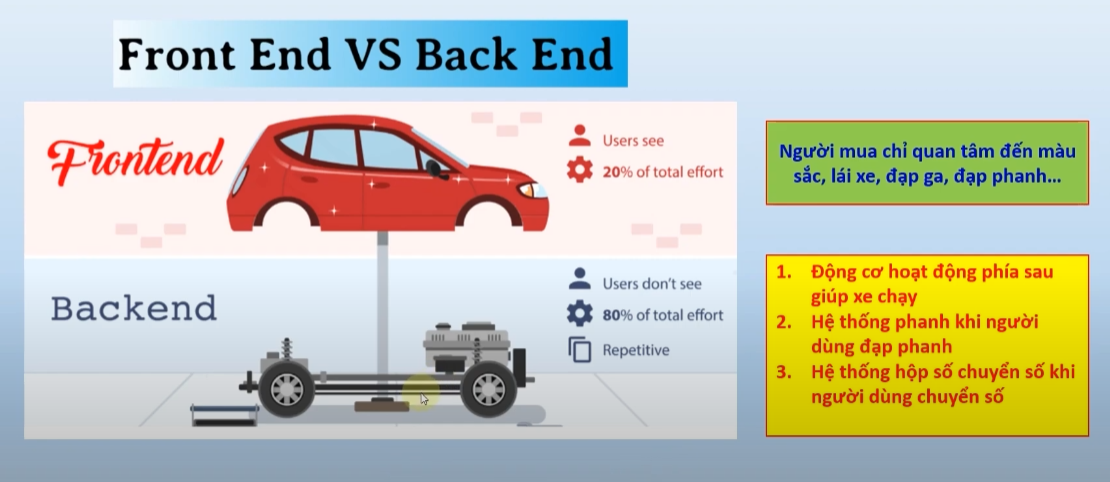 Front End VS Back End
Frontend
Users see
20% of total effort
Người mua chỉ quan tâm đến màu
sắc, lái xe, đạp ga, đạp phanh...
Backend
Users don't see
80% of total effort
Repetitive
1. Động cơ hoạt động phía sau
giúp xe chạy
2. Hệ thống phanh khi người
dùng đạp phanh
3. Hệ thống hộp số chuyển số khi
người dùng chuyển số